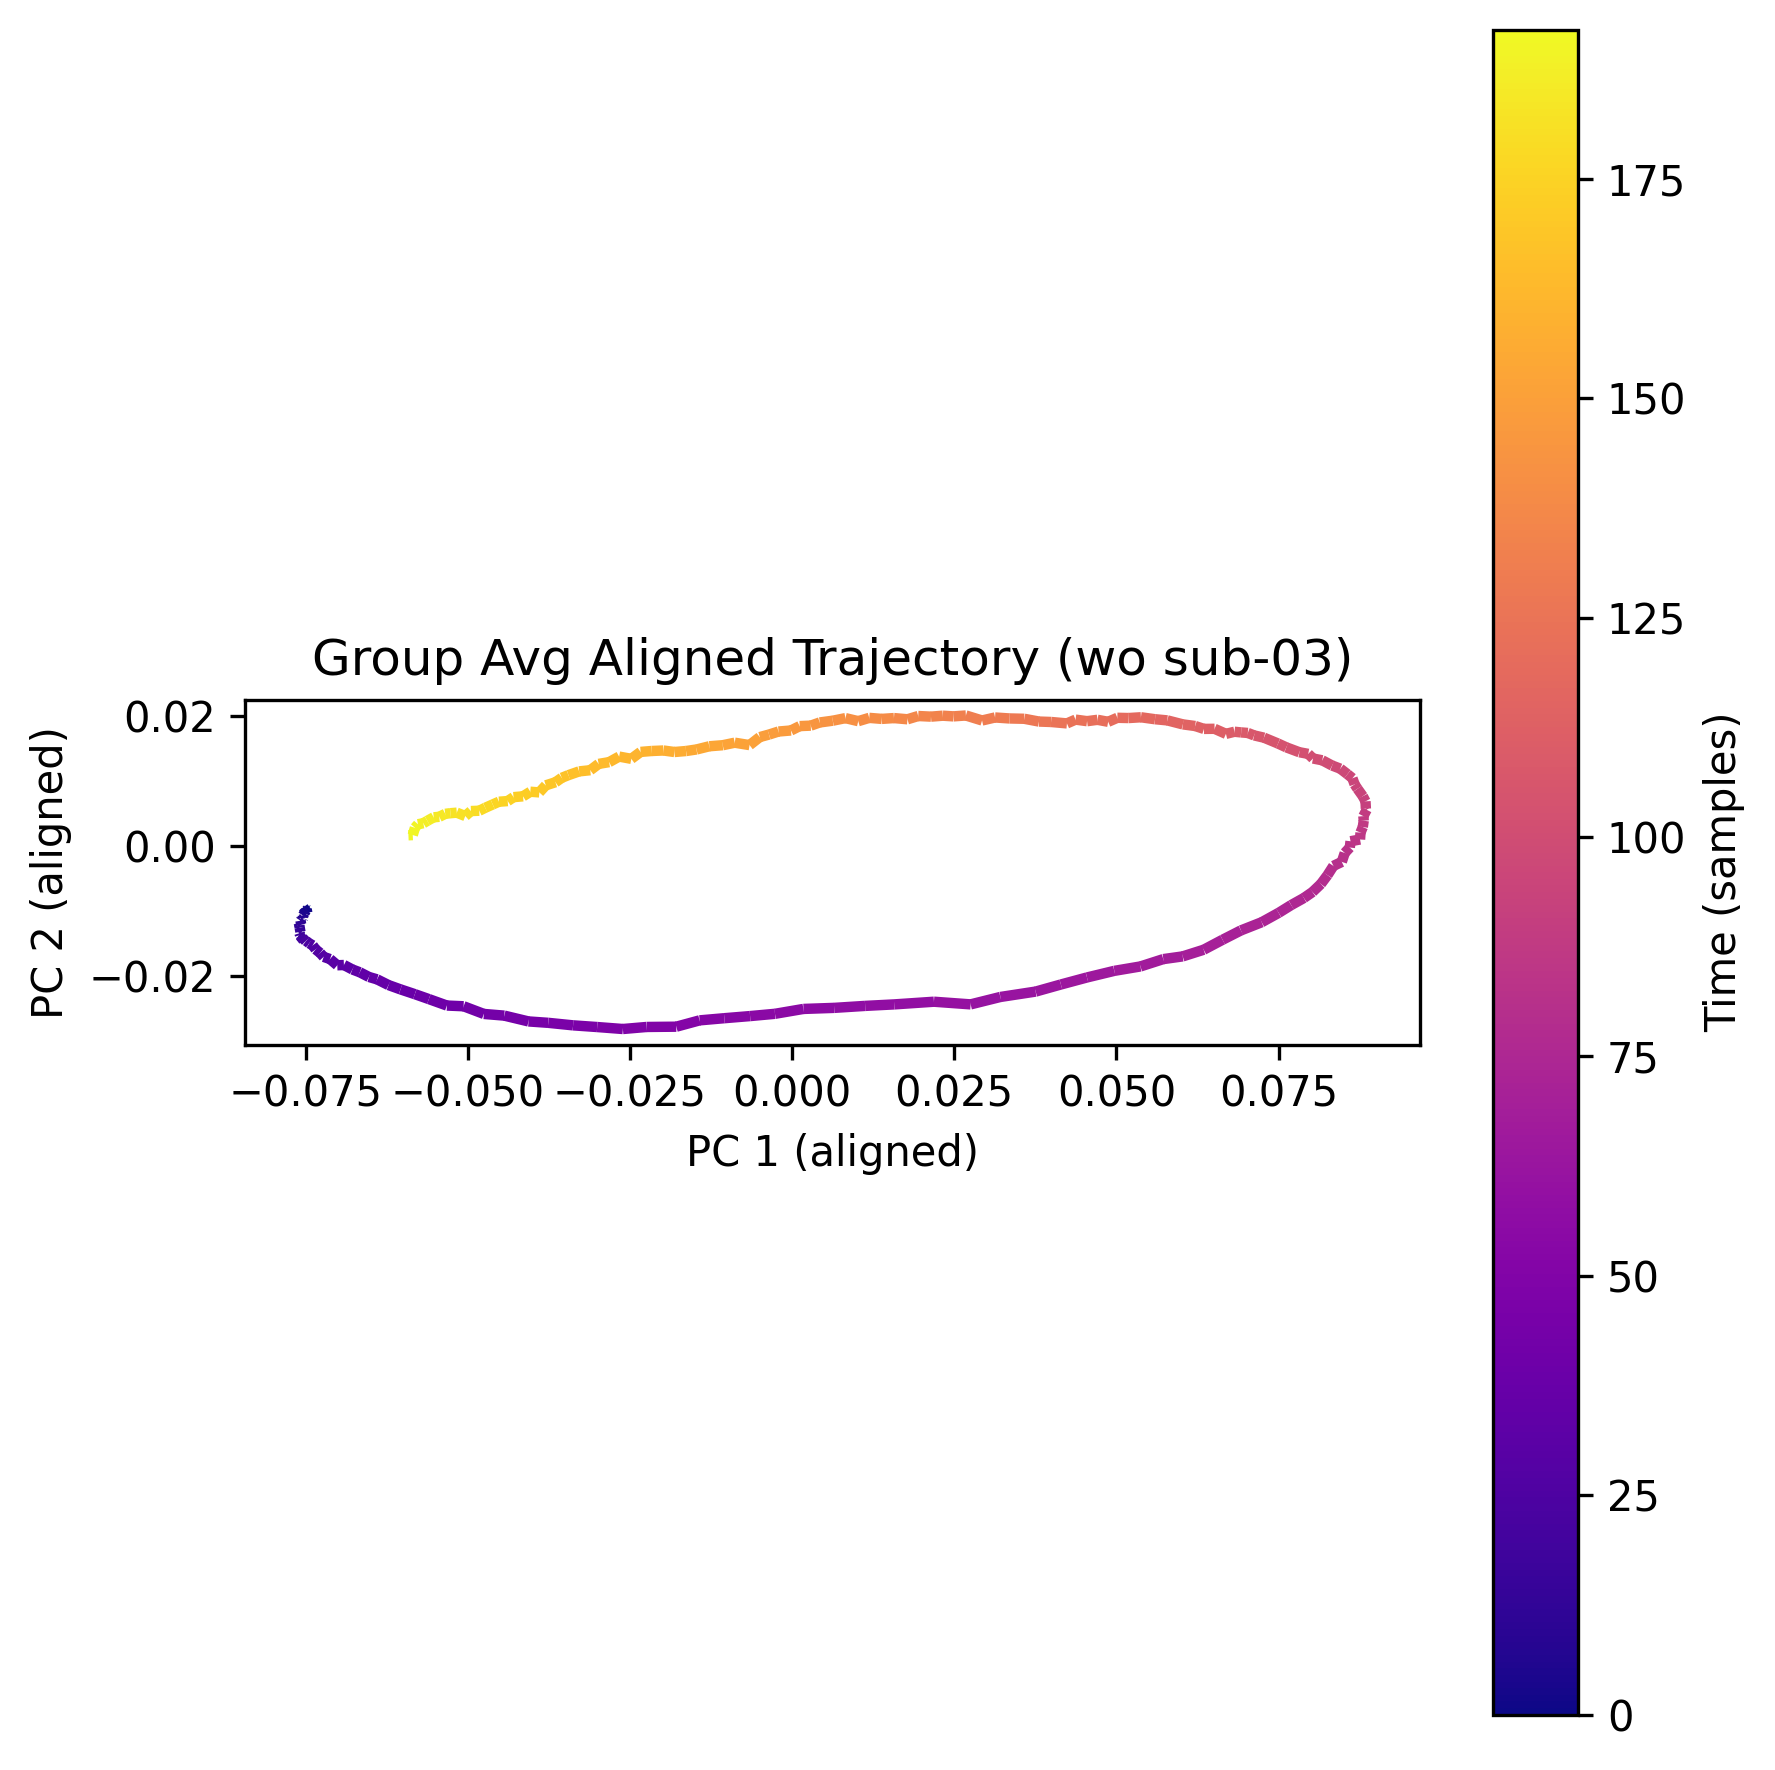 Group Avg Aligned Trajectory (wo sub-03)
PC 2 (aligned)
0.02
0.00
−0.02
−0.075 −0.050 −0.025 0.000 0.025 0.050 0.075
PC 1 (aligned)
175
150
125
100
75
50
25
0
Time (samples)